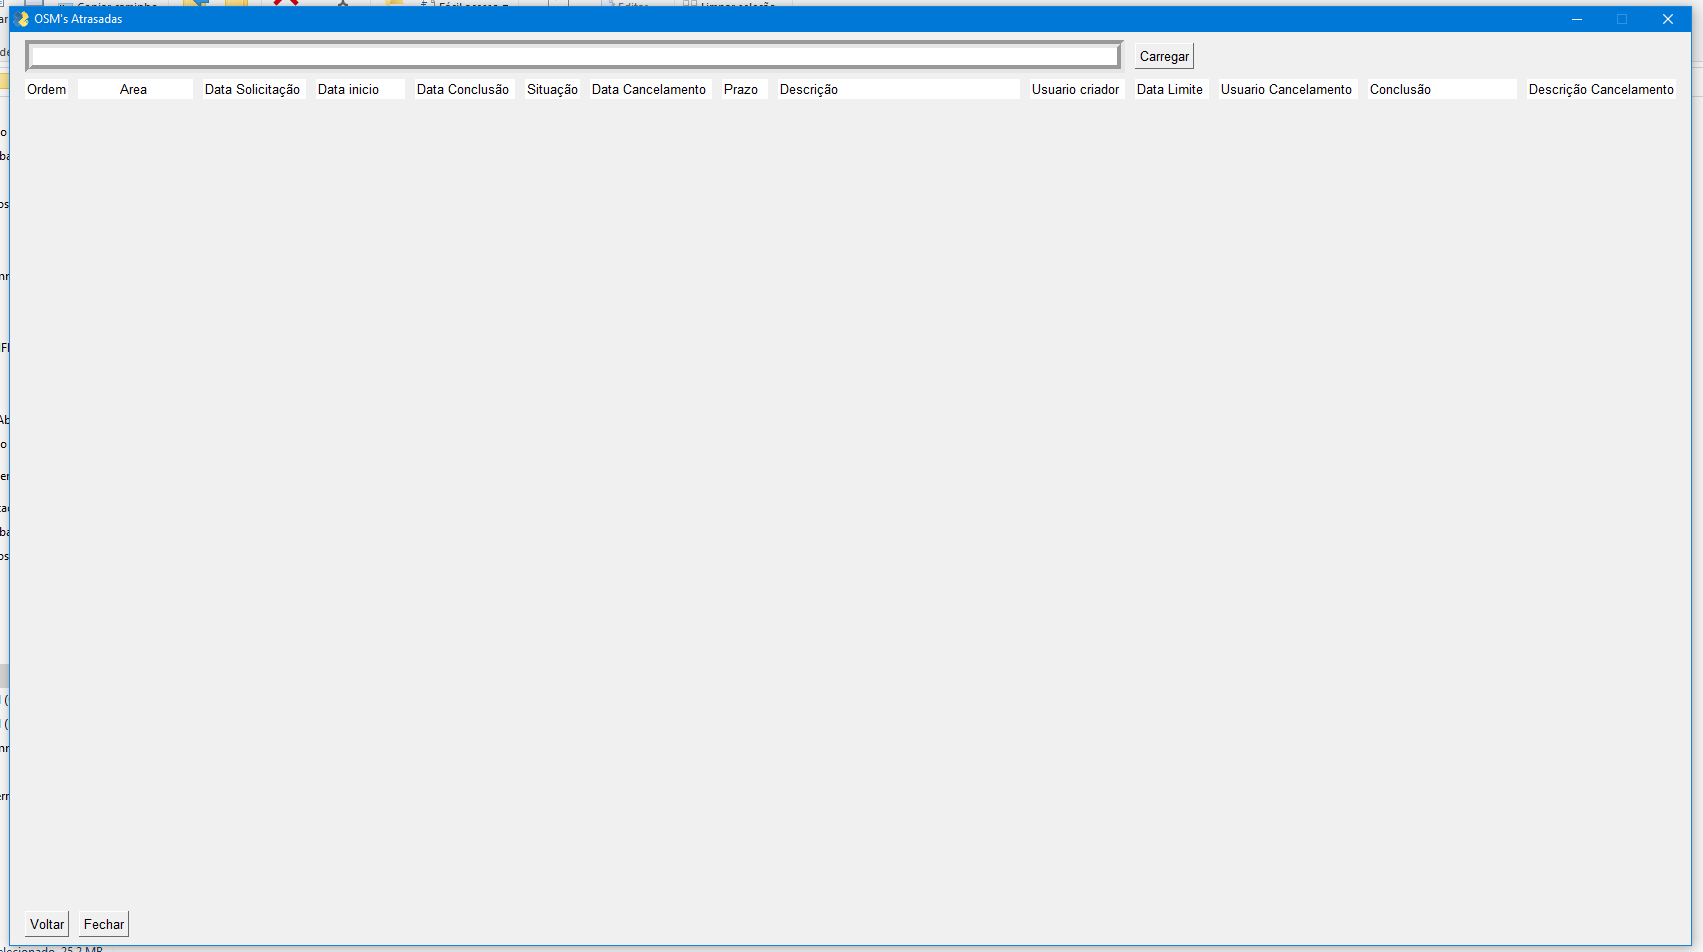 OSM's Atrasadas
Carregar
Ordem Area Data Solicitação Data inicio Data Conclusão Situação Data Cancelamento Prazo Descrição Usuario criador Data Limite Usuario Cancelamento Conclusão Descrição Cancelamento
Voltar Fechar